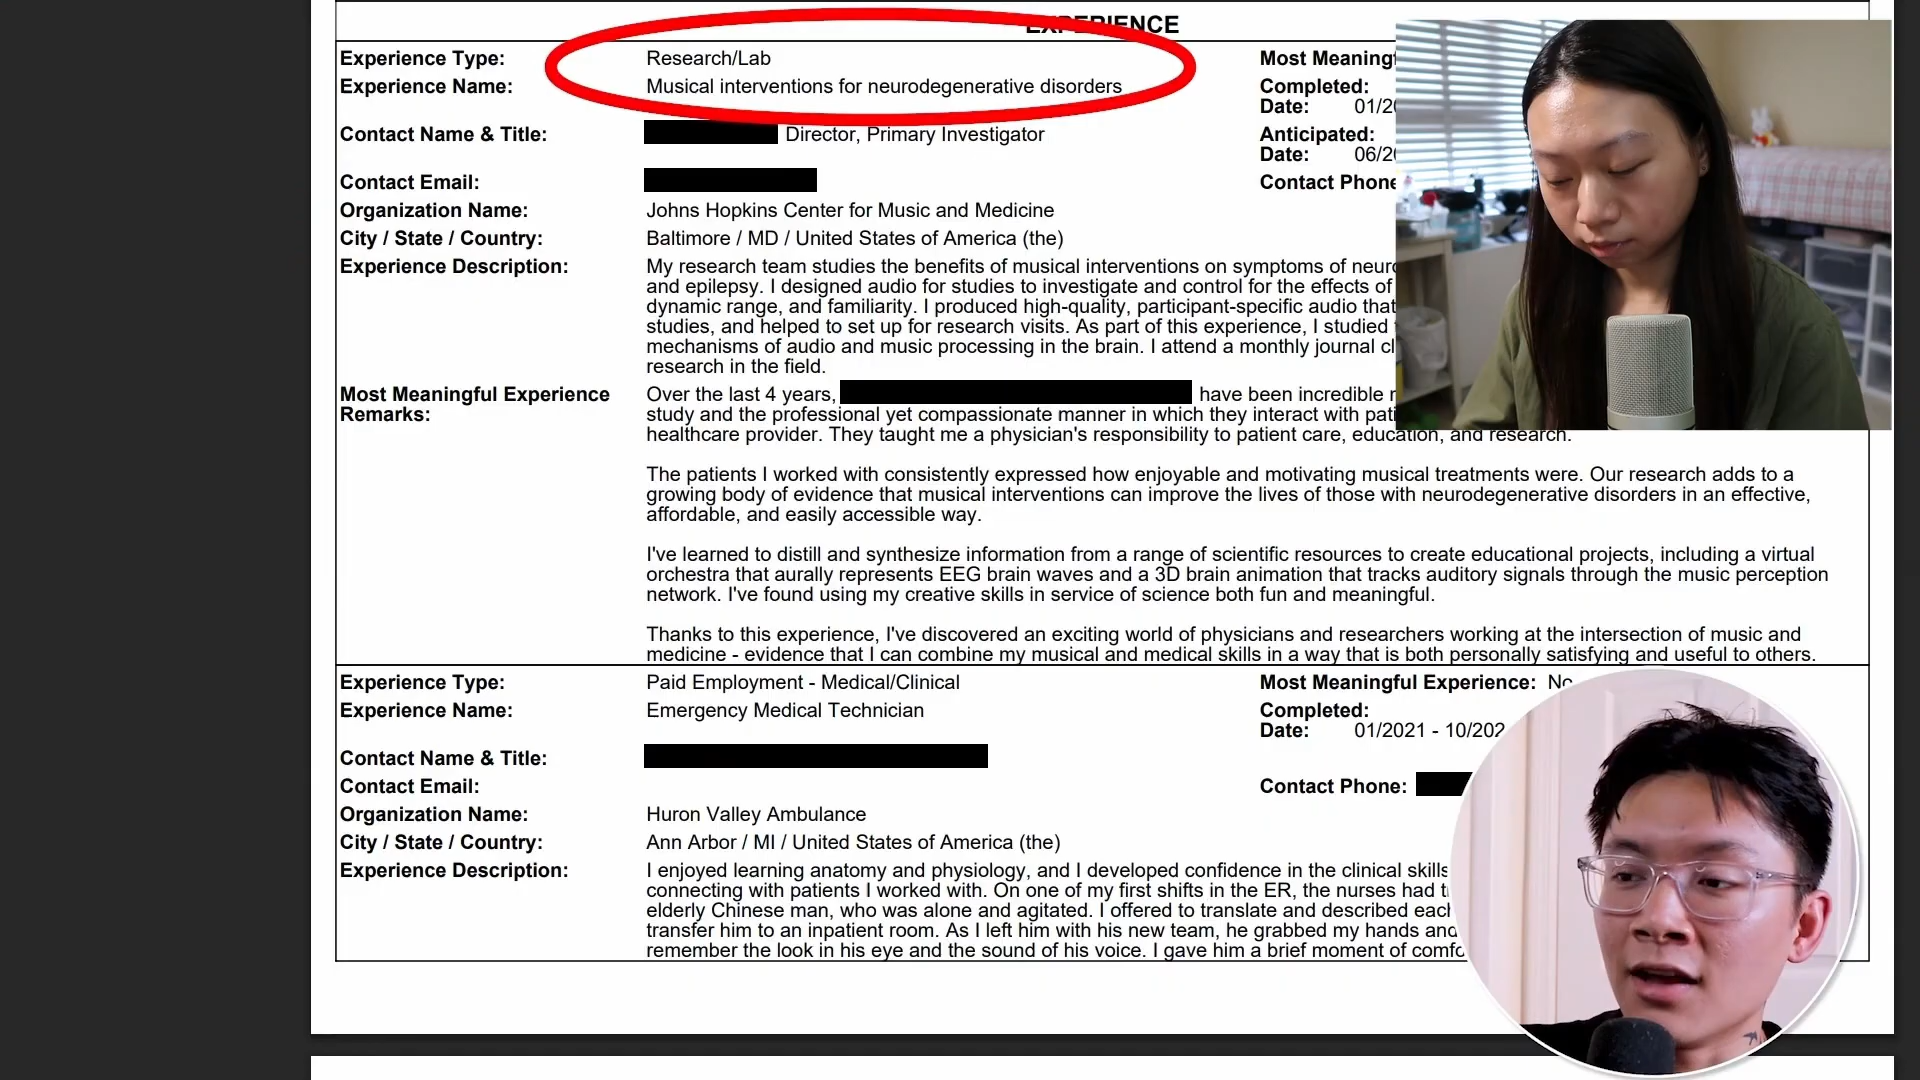 EXPERIENCE
Experience Type: Research/Lab Most Meaning
Experience Name: Musical interventions for neurodegenerative disorders Completed:
Date: 01/20
Contact Name & Title: Director, Primary Investigator Anticipated:
Date: 06/20
Contact Email: Contact Phone
Organization Name: Johns Hopkins Center for Music and Medicine
City / State / Country: Baltimore / MD / United States of America (the)
Experience Description: My research team studies the benefits of musical interventions on symptoms of
and epilepsy. I designed audio for studies to investigate and control for the effects of
dynamic range, and familiarity. I produced high-quality, participant-specific audio that
studies, and helped to set up for research visits. As part of this experience, I studied
mechanisms of audio and music processing in the brain. I attend a monthly journal
research in the field.
Most Meaningful Experience Remarks: Over the last 4 years, have been incredible
study and the professional yet compassionate manner in which they interact with
healthcare provider. They taught me a physician's responsibility to patient care, education, and research.
The patients I worked with consistently expressed how enjoyable and motivating musical treatments were. Our research adds to a
growing body of evidence that musical interventions can improve the lives of those with neurodegenerative disorders in an effective,
affordable, and easily accessible way.
I've learned to distill and synthesize information from a range of scientific resources to create educational projects, including a virtual
orchestra that aurally represents EEG brain waves and a 3D brain animation that tracks auditory signals through the music perception
network. I've found using my creative skills in service of science both fun and meaningful.
Thanks to this experience, I've discovered an exciting world of physicians and researchers working at the intersection of music and
medicine - evidence that I can combine my musical and medical skills in a way that is both personally satisfying and useful to others.
Experience Type: Paid Employment - Medical/Clinical Most Meaningful Experience: No
Experience Name: Emergency Medical Technician Completed:
Date: 01/2021 - 10/202
Contact Name & Title:
Contact Email: Contact Phone:
Organization Name: Huron Valley Ambulance
City / State / Country: Ann Arbor / MI / United States of America (the)
Experience Description: I enjoyed learning anatomy and physiology, and I developed confidence in the clinical skills
connecting with patients I worked with. On one of my first shifts in the ER, the nurses had
elderly Chinese man, who was alone and agitated. I offered to translate and described each
transfer him to an inpatient room. As I left him with his new team, he grabbed my hands and
remember the look in his eye and the sound of his voice. I gave him a brief moment of